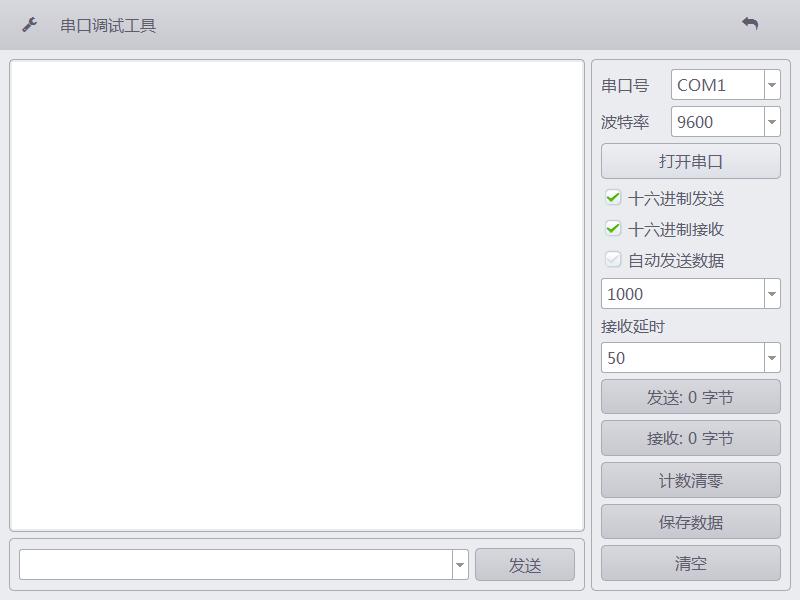 串口调试工具
串口号 COM1
波特率 9600
打开串口
十六进制发送
十六进制接收
自动发送数据
1000
接收延时
50
发送: 0 字节
接收: 0 字节
计数清零
保存数据
清空
发送